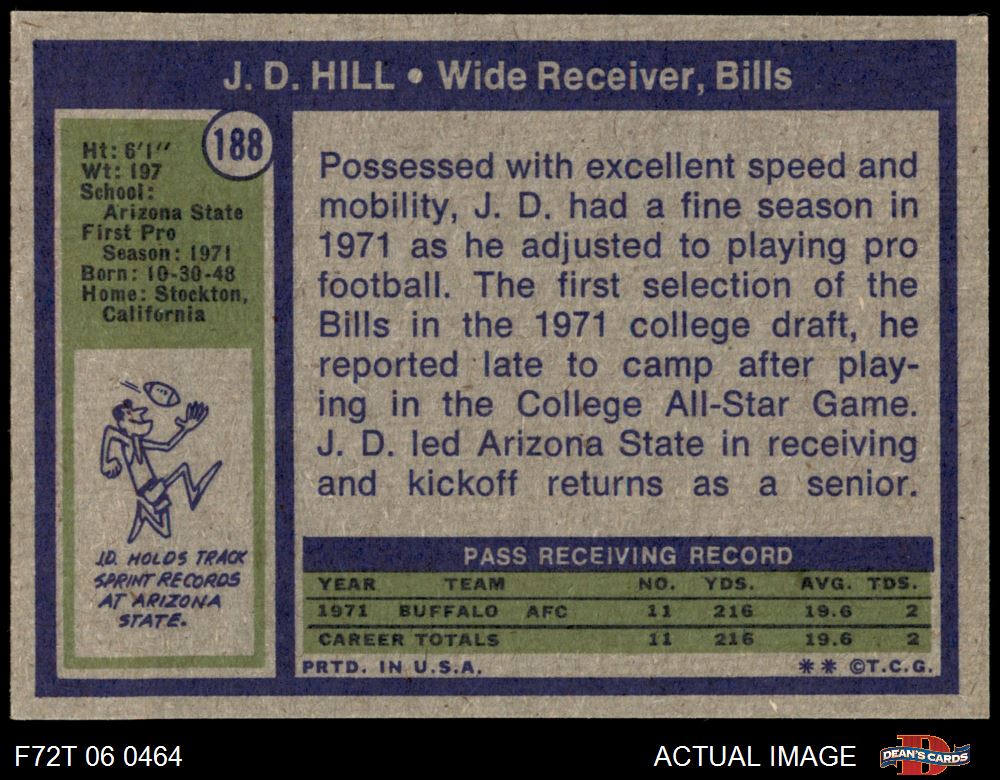 J. D. HILL • Wide Receiver, Bills
188
Ht: 6'1''
Wt: 197
School:
Arizona State
First Pro
Season: 1971
Born: 10-30-48
Home: Stockton,
California
J.D. HOLDS TRACK
SPRINT RECORDS
AT ARIZONA
STATE.
Possessed with excellent speed and
mobility, J. D. had a fine season in
1971 as he adjusted to playing pro
football. The first selection of the
Bills in the 1971 college draft, he
reported late to camp after play-
ing in the College All-Star Game.
J. D. led Arizona State in receiving
and kickoff returns as a senior.
PASS RECEIVING RECORD
YEAR TEAM NO. YDS. AVG. TDS.
1971 BUFFALO AFC 11 216 19.6 2
CAREER TOTALS 11 216 19.6 2
PRTD. IN U.S.A. ** ©T.C.G.
F72T 06 0464 ACTUAL IMAGE DEAN'S CARDS